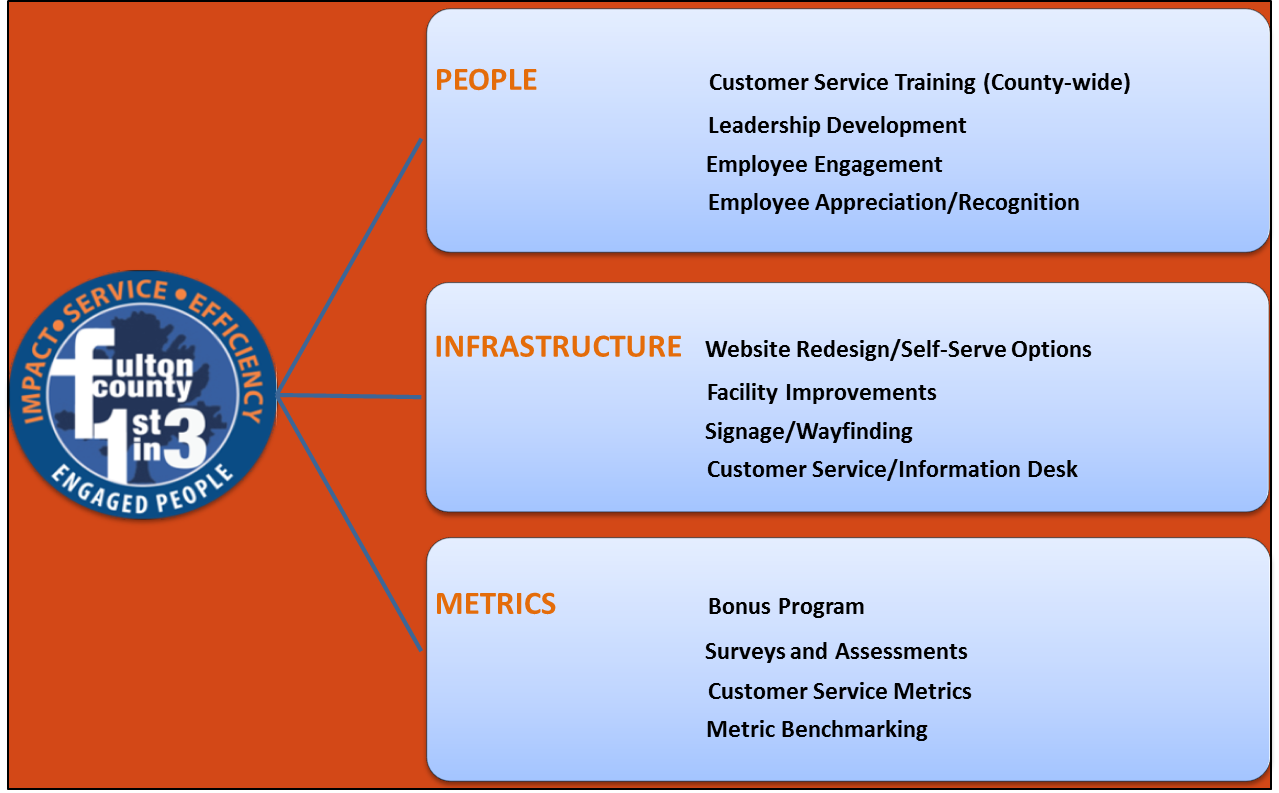 PEOPLE Customer Service Training (County-wide)
Leadership Development
Employee Engagement
Employee Appreciation/Recognition
IMPACT • SERVICE • EFFICIENCY
fulton
county
1st
in 3
ENGAGED PEOPLE
INFRASTRUCTURE Website Redesign/Self-Serve Options
Facility Improvements
Signage/Wayfinding
Customer Service/Information Desk
METRICS Bonus Program
Surveys and Assessments
Customer Service Metrics
Metric Benchmarking